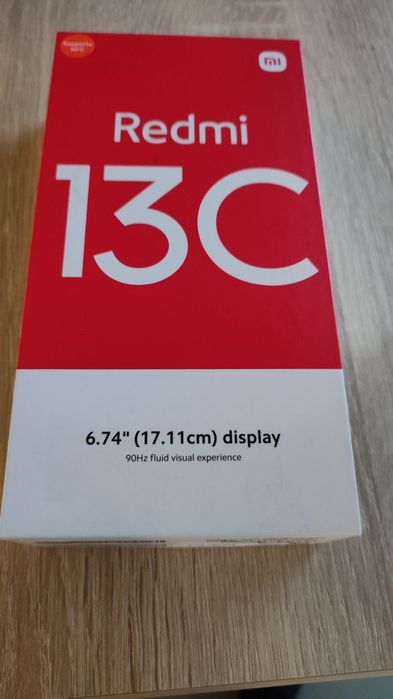 Supports
NFC
mi
Redmi
13C
6.74" (17.11cm) display
90Hz fluid visual experience